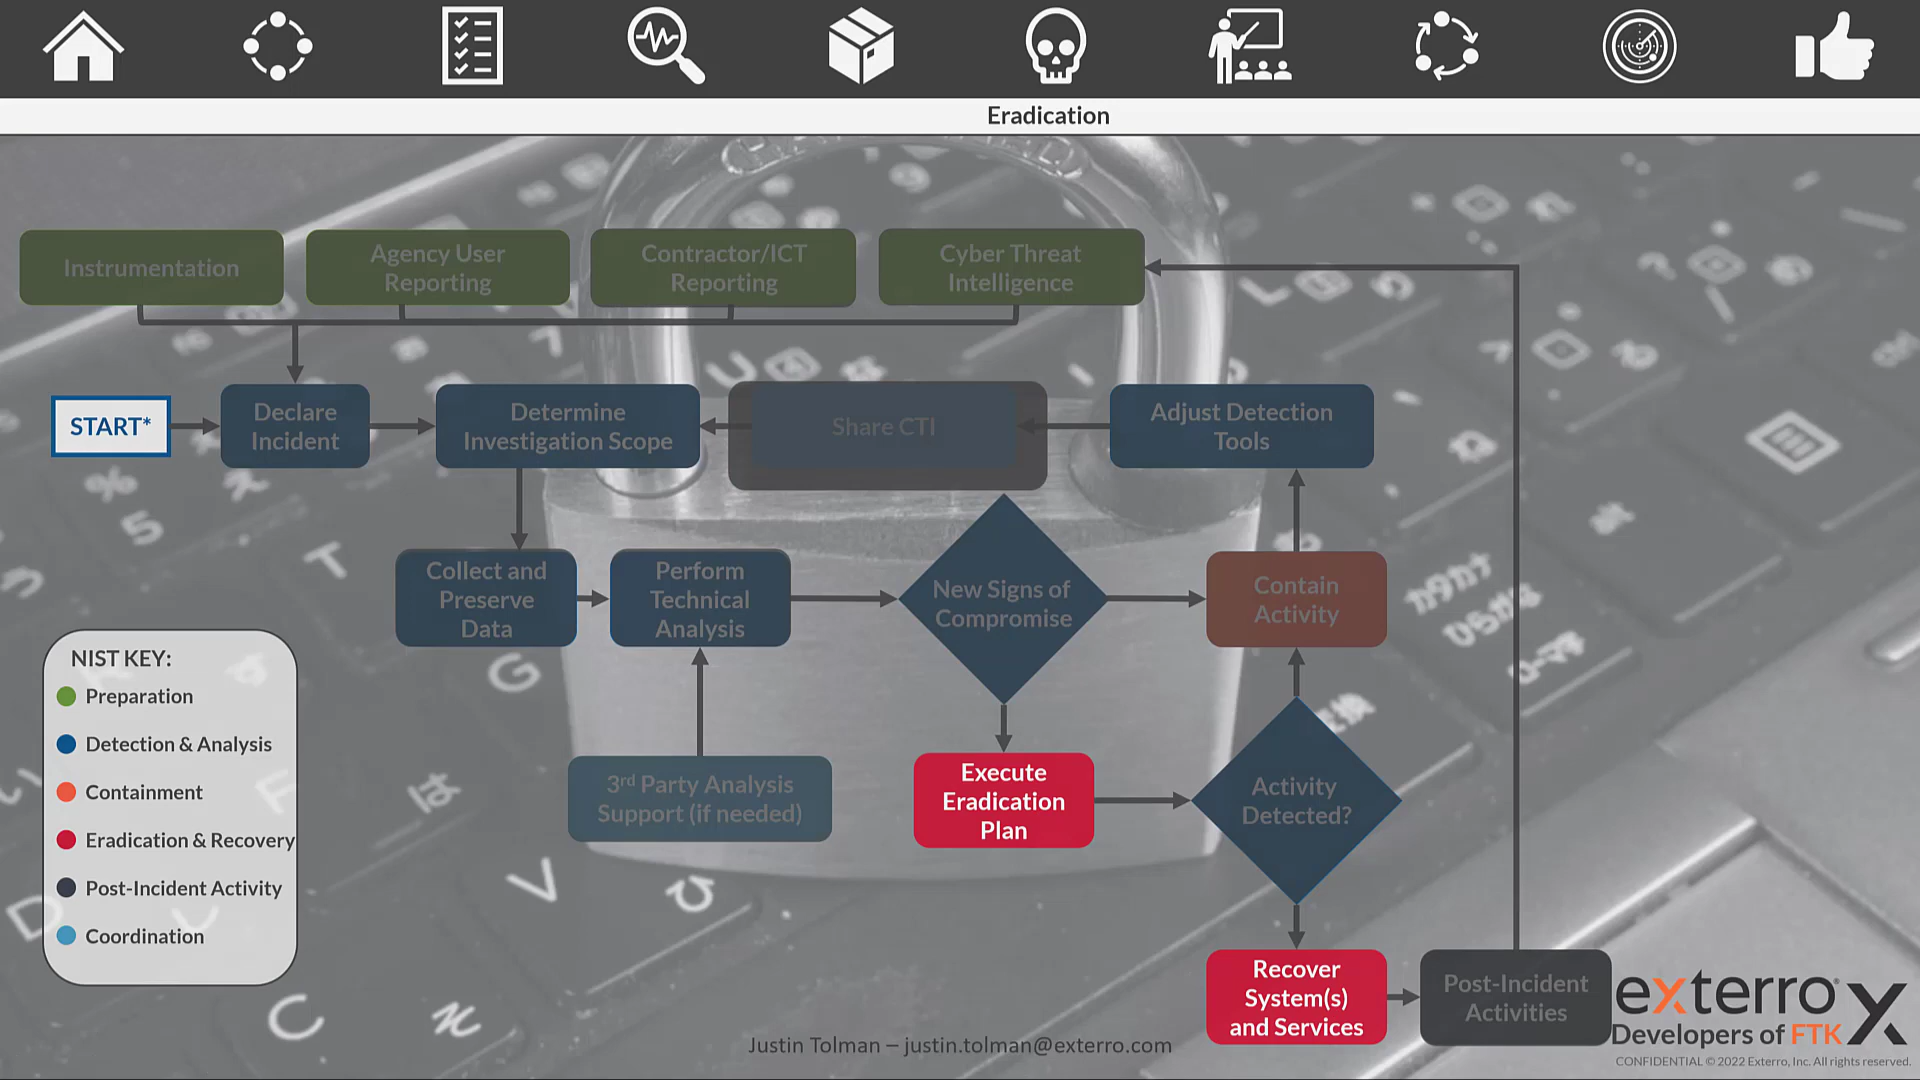 Eradication
Instrumentation
Agency User
Reporting
Contractor/ICT
Reporting
Cyber Threat
Intelligence
START*
Declare
Incident
Determine
Investigation Scope
Share CTI
Adjust Detection
Tools
Collect and
Preserve
Data
Perform
Technical
Analysis
New Signs of
Compromise
Contain
Activity
NIST KEY:
Preparation
Detection & Analysis
Containment
Eradication & Recovery
Post-Incident Activity
Coordination
3rd Party Analysis
Support (if needed)
Execute
Eradication
Plan
Activity
Detected?
Recover
System(s)
and Services
Post-Incident
Activities
exterro
Developers of FTK
X
Justin Tolman – justin.tolman@exterro.com
CONFIDENTIAL © 2022 Exterro, Inc. All rights reserved.